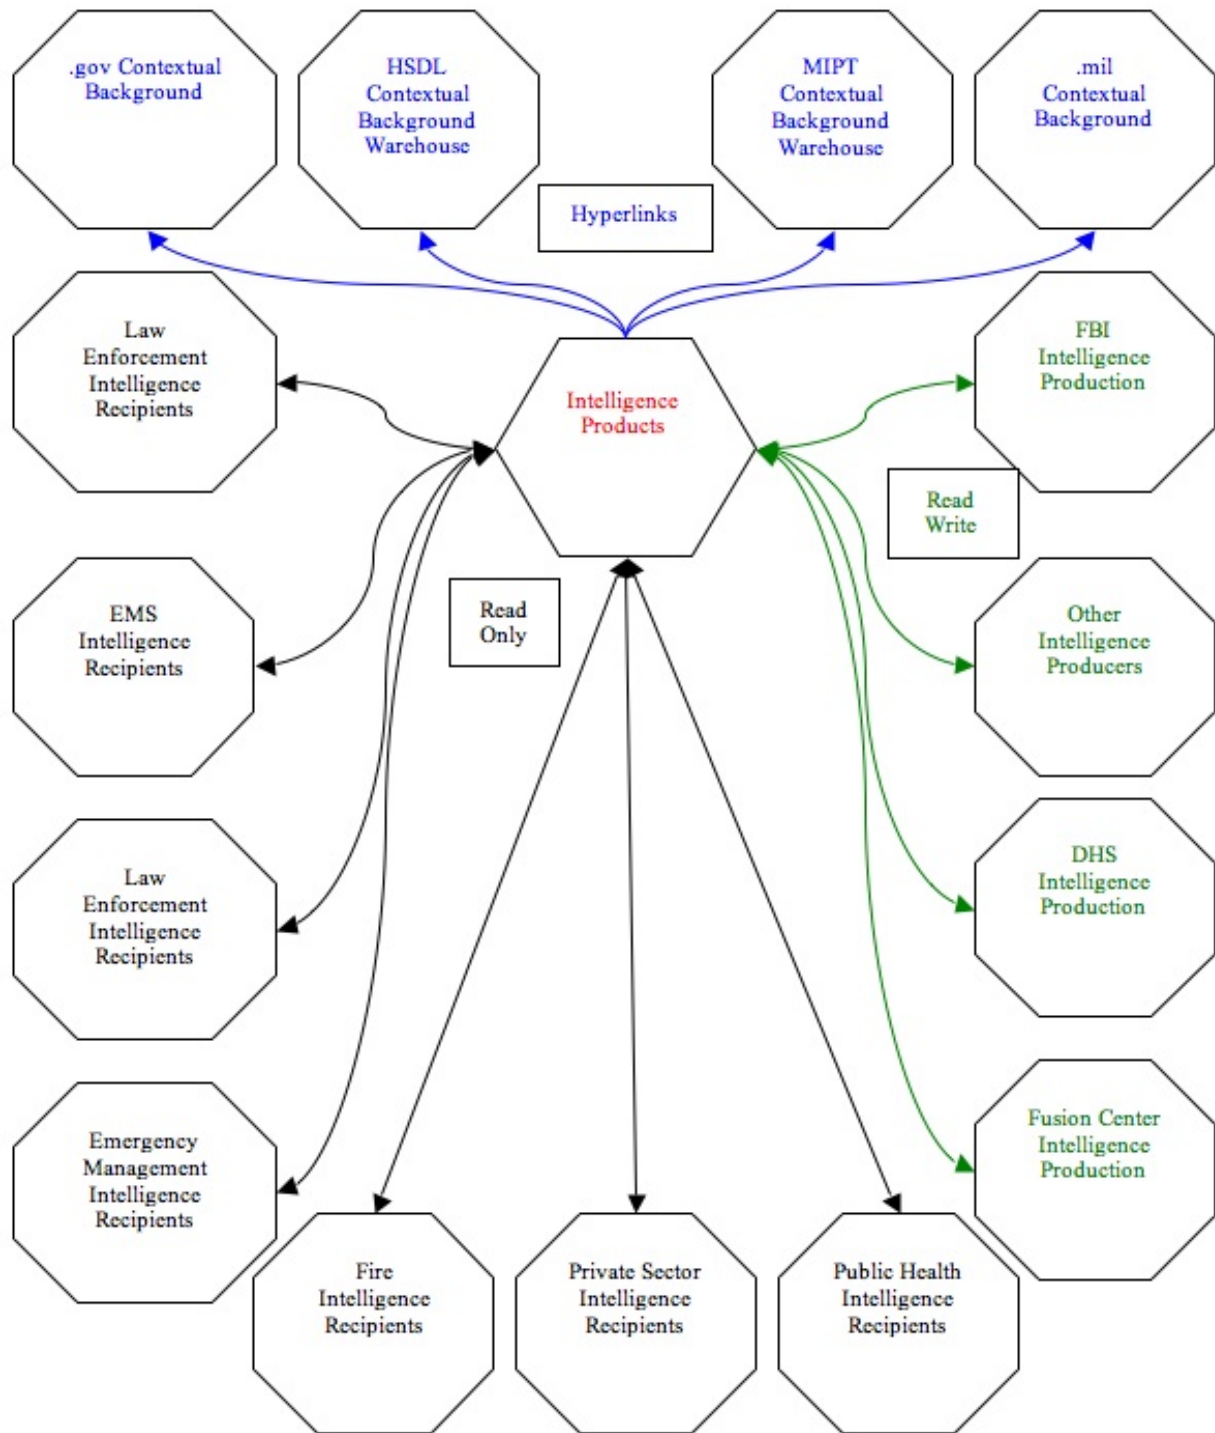 .gov Contextual
Background
HSDL
Contextual
Background
Warehouse
MIPT
Contextual
Background
Warehouse
.mil
Contextual
Background
Hyperlinks
Law
Enforcement
Intelligence
Recipients
Intelligence
Products
FBI
Intelligence
Production
Read
Write
EMS
Intelligence
Recipients
Read
Only
Other
Intelligence
Producers
Law
Enforcement
Intelligence
Recipients
DHS
Intelligence
Production
Emergency
Management
Intelligence
Recipients
Fusion Center
Intelligence
Production
Fire
Intelligence
Recipients
Private Sector
Intelligence
Recipients
Public Health
Intelligence
Recipients